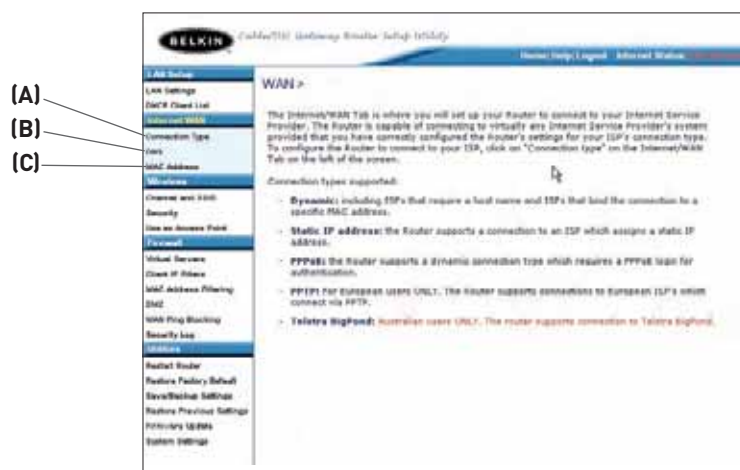 BELKIN
Cable/DSL Gateway Router Setup Utility
Home|Help|Logout Internet Status:
LAN Setup
LAN Settings
DHCP Client List
Internet WAN
(A)
Connection Type
(B)
DNS
(C)
MAC Address
Wireless
Channel and SSID
Security
Use as Access Point
Firewall
Virtual Servers
Client IP Filters
MAC Address Filtering
DMZ
WAN Ping Blocking
Security Log
Utilities
Restart Router
Restore Factory Default
Save/Backup Settings
Restore Previous Settings
Firmware Update
System Settings
WAN >
The Internet/WAN Tab is where you will set up your Router to connect to your Internet Service
Provider. The Router is capable of connecting to virtually any Internet Service Provider's system
provided that you have correctly configured the Router's settings for your ISP's connection type.
To configure the Router to connect to your ISP, click on "Connection type" on the Internet/WAN
Tab on the left of the screen.
Connection types supported:
- Dynamic: including ISPs that require a host name and ISPs that bind the connection to a
specific MAC address.
- Static IP address: the Router supports a connection to an ISP which assigns a static IP
address.
- PPPoE: the Router supports a dynamic connection type which requires a PPPoE login for
authentication.
- PPTP: For European users ONLY. The Router supports connections to European ISP's which
connect via PPTP.
- Telstra BigPond: Australian users ONLY. The router supports connection to Telstra BigPond.